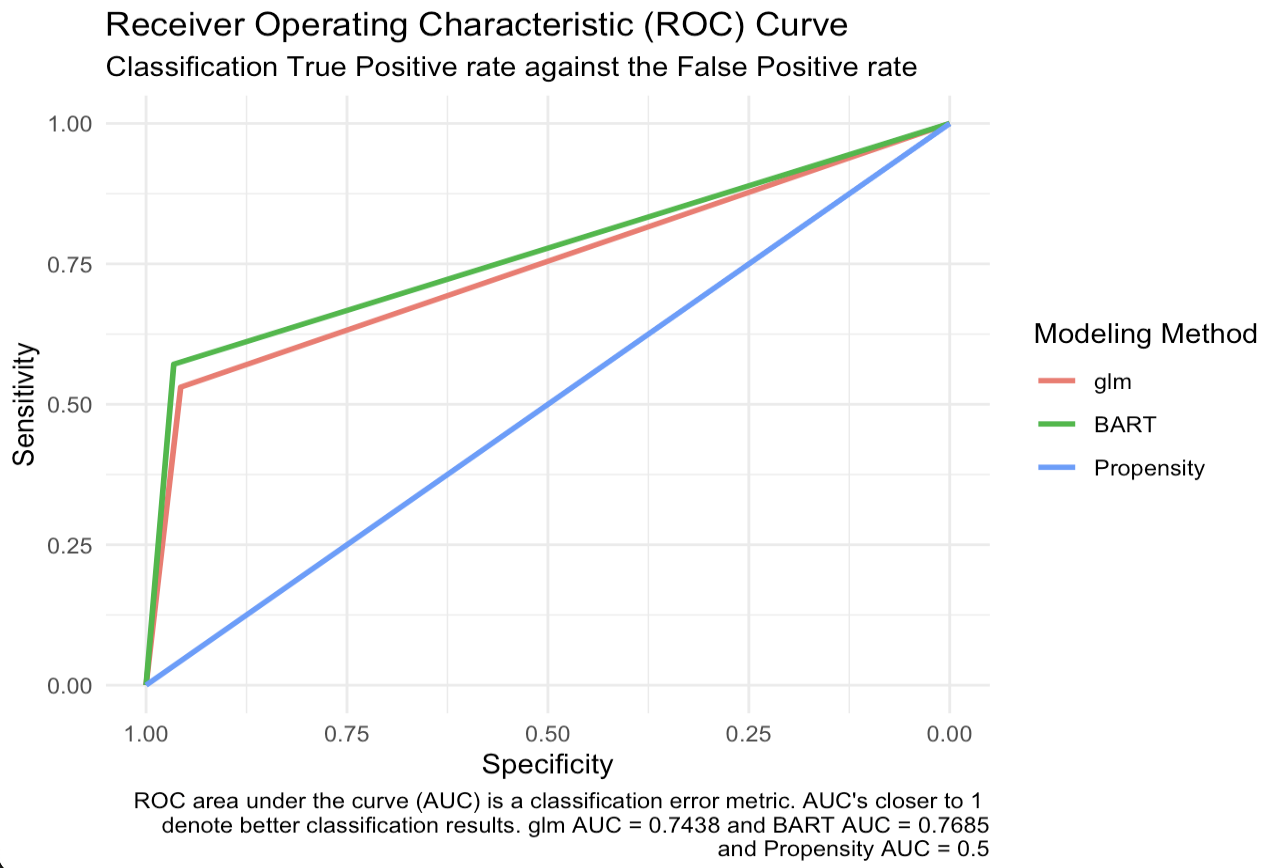 Receiver Operating Characteristic (ROC) Curve
Classification True Positive rate against the False Positive rate
1.00
0.75
0.50
0.25
0.00
Sensitivity
1.00 0.75 0.50 0.25 0.00
Specificity
Modeling Method
glm
BART
Propensity
ROC area under the curve (AUC) is a classification error metric. AUC's closer to 1
denote better classification results. glm AUC = 0.7438 and BART AUC = 0.7685
and Propensity AUC = 0.5